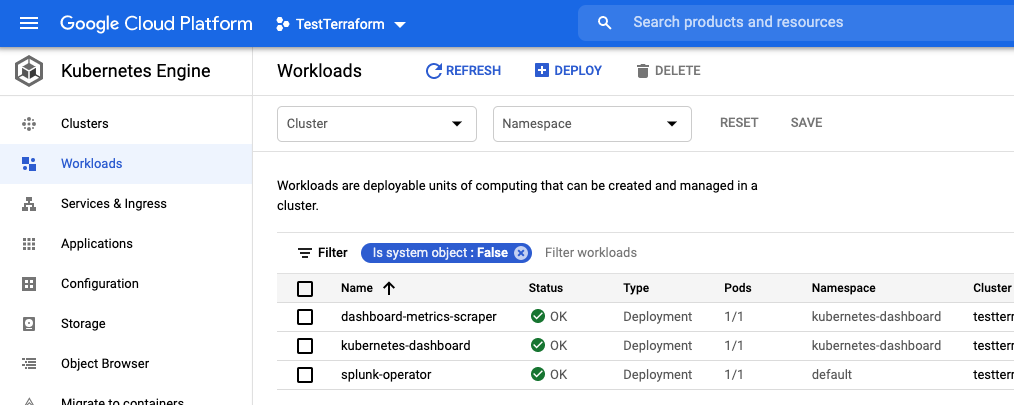 Google Cloud Platform TestTerraform Search products and resources
Kubernetes Engine Workloads REFRESH DEPLOY DELETE
Clusters
Workloads
Services & Ingress
Applications
Configuration
Storage
Object Browser
Migrate to containers
Cluster Namespace RESET SAVE
Workloads are deployable units of computing that can be created and managed in a
cluster.
Filter Is system object : False Filter workloads
Name Status Type Pods Namespace Cluster
dashboard-metrics-scraper OK Deployment 1/1 kubernetes-dashboard testterr
kubernetes-dashboard OK Deployment 1/1 kubernetes-dashboard testterr
splunk-operator OK Deployment 1/1 default testterr